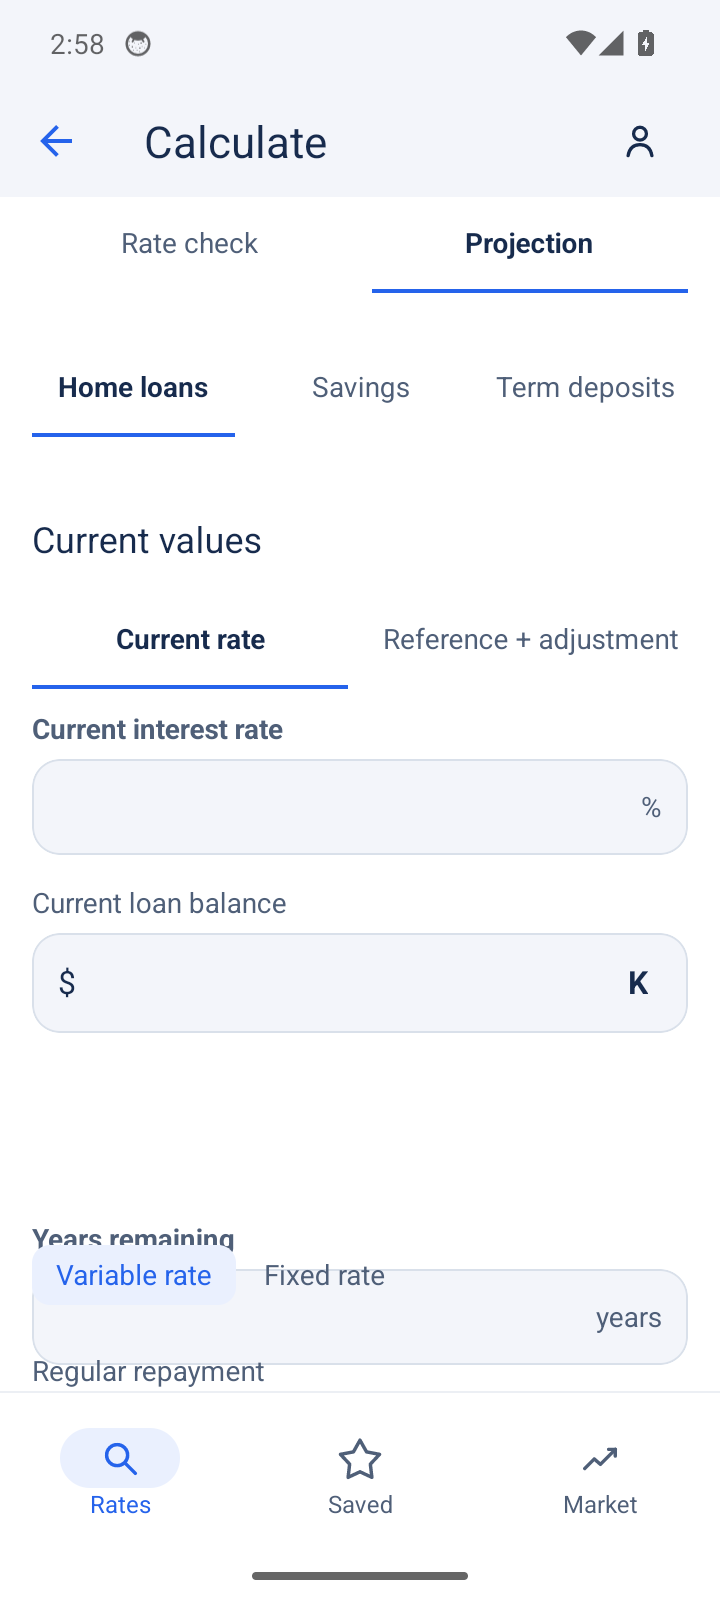 2:58
Calculate
Rate check
Projection
Home loans
Savings
Term deposits
Current values
Current rate
Reference + adjustment
Current interest rate
%
Current loan balance
$
K
Years remaining
Variable rate
Fixed rate
years
Regular repayment
Rates
Saved
Market